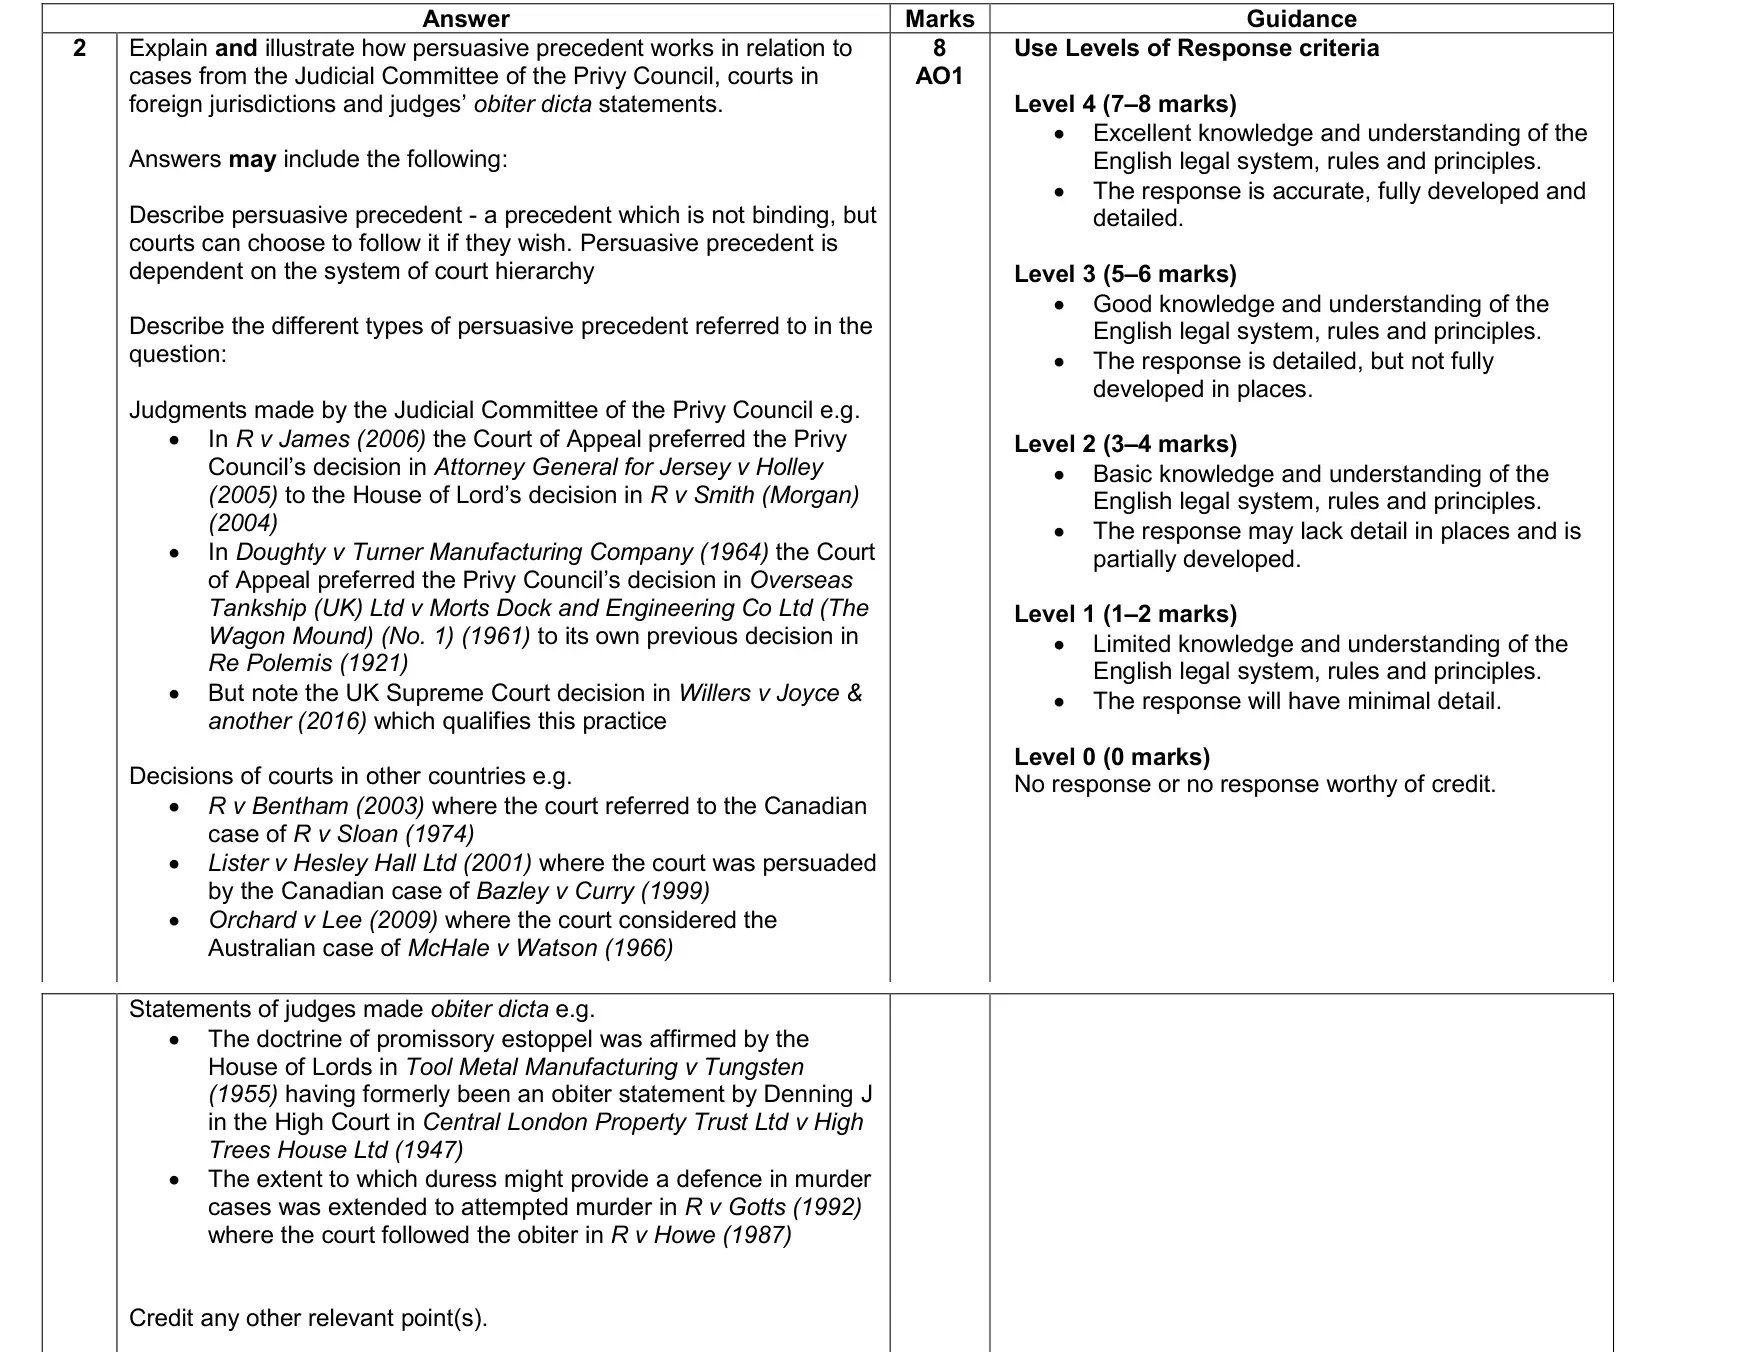 Answer Marks Guidance
2 Explain and illustrate how persuasive precedent works in relation to
cases from the Judicial Committee of the Privy Council, courts in
foreign jurisdictions and judges’ obiter dicta statements.
Answers may include the following:
Describe persuasive precedent - a precedent which is not binding, but
courts can choose to follow it if they wish. Persuasive precedent is
dependent on the system of court hierarchy
Describe the different types of persuasive precedent referred to in the
question:
Judgments made by the Judicial Committee of the Privy Council e.g.
• In R v James (2006) the Court of Appeal preferred the Privy
Council’s decision in Attorney General for Jersey v Holley
(2005) to the House of Lord’s decision in R v Smith (Morgan)
(2004)
• In Doughty v Turner Manufacturing Company (1964) the Court
of Appeal preferred the Privy Council’s decision in Overseas
Tankship (UK) Ltd v Morts Dock and Engineering Co Ltd (The
Wagon Mound) (No. 1) (1961) to its own previous decision in
Re Polemis (1921)
• But note the UK Supreme Court decision in Willers v Joyce &
another (2016) which qualifies this practice
Decisions of courts in other countries e.g.
• R v Bentham (2003) where the court referred to the Canadian
case of R v Sloan (1974)
• Lister v Hesley Hall Ltd (2001) where the court was persuaded
by the Canadian case of Bazley v Curry (1999)
• Orchard v Lee (2009) where the court considered the
Australian case of McHale v Watson (1966)
8
AO1
Use Levels of Response criteria
Level 4 (7–8 marks)
• Excellent knowledge and understanding of the
English legal system, rules and principles.
• The response is accurate, fully developed and
detailed.
Level 3 (5–6 marks)
• Good knowledge and understanding of the
English legal system, rules and principles.
• The response is detailed, but not fully
developed in places.
Level 2 (3–4 marks)
• Basic knowledge and understanding of the
English legal system, rules and principles.
• The response may lack detail in places and is
partially developed.
Level 1 (1–2 marks)
• Limited knowledge and understanding of the
English legal system, rules and principles.
• The response will have minimal detail.
Level 0 (0 marks)
No response or no response worthy of credit.
Statements of judges made obiter dicta e.g.
• The doctrine of promissory estoppel was affirmed by the
House of Lords in Tool Metal Manufacturing v Tungsten
(1955) having formerly been an obiter statement by Denning J
in the High Court in Central London Property Trust Ltd v High
Trees House Ltd (1947)
• The extent to which duress might provide a defence in murder
cases was extended to attempted murder in R v Gotts (1992)
where the court followed the obiter in R v Howe (1987)
Credit any other relevant point(s).